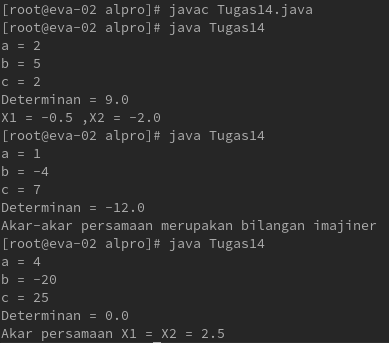 [root@eva-02 alpro]# javac Tugas14.java
[root@eva-02 alpro]# java Tugas14
a = 2
b = 5
c = 2
Determinan = 9.0
X1 = -0.5 ,X2 = -2.0
[root@eva-02 alpro]# java Tugas14
a = 1
b = -4
c = 7
Determinan = -12.0
Akar-akar persamaan merupakan bilangan imajiner
[root@eva-02 alpro]# java Tugas14
a = 4
b = -20
c = 25
Determinan = 0.0
Akar persamaan X1 = X2 = 2.5